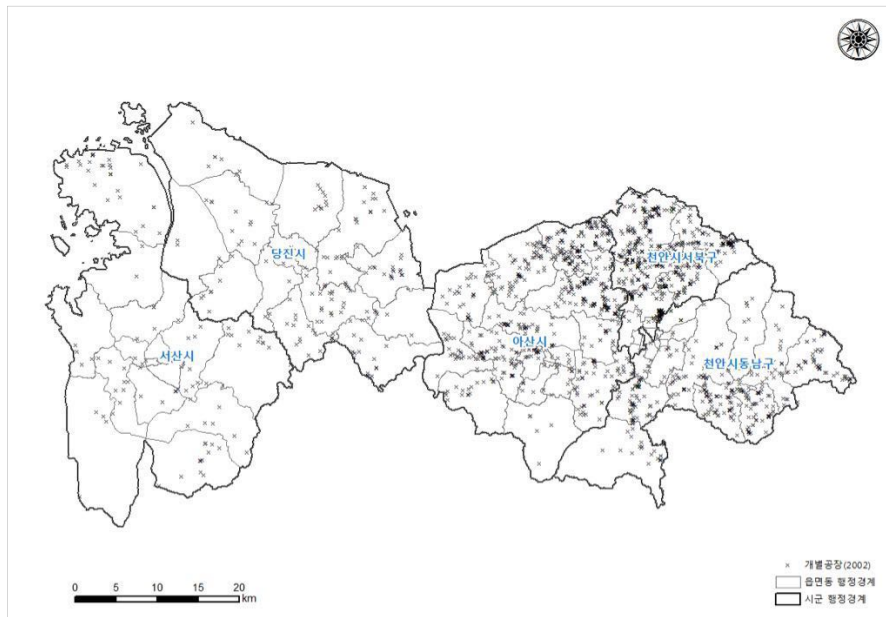 당진시
천안시서북구
아산시
서산시
천안시동남구
개별공장(2002)
읍면동 행정경계
시군 행정경계
0 5 10 15 20
km